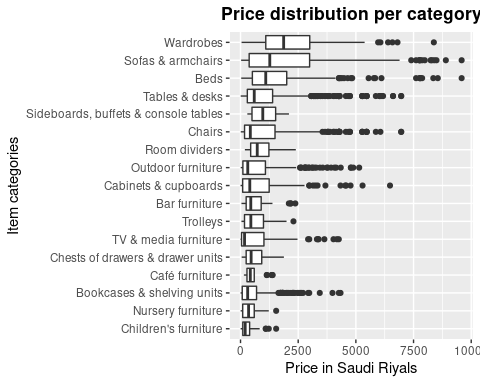 Price distribution per category
Wardrobes
Sofas & armchairs
Beds
Tables & desks
Sideboards, buffets & console tables
Chairs
Room dividers
Outdoor furniture
Cabinets & cupboards
Bar furniture
Trolleys
TV & media furniture
Chests of drawers & drawer units
Café furniture
Bookcases & shelving units
Nursery furniture
Children's furniture
Item categories
0 2500 5000 7500 1000
Price in Saudi Riyals